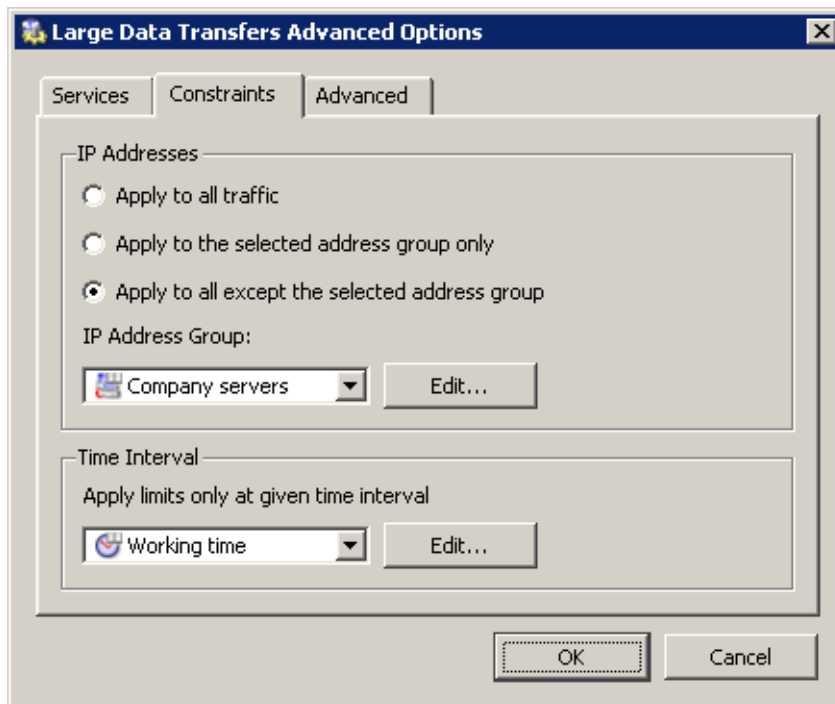 Large Data Transfers Advanced Options
Services Constraints Advanced
IP Addresses
Apply to all traffic
Apply to the selected address group only
Apply to all except the selected address group
IP Address Group:
Company servers Edit...
Time Interval
Apply limits only at given time interval
Working time Edit...
OK Cancel